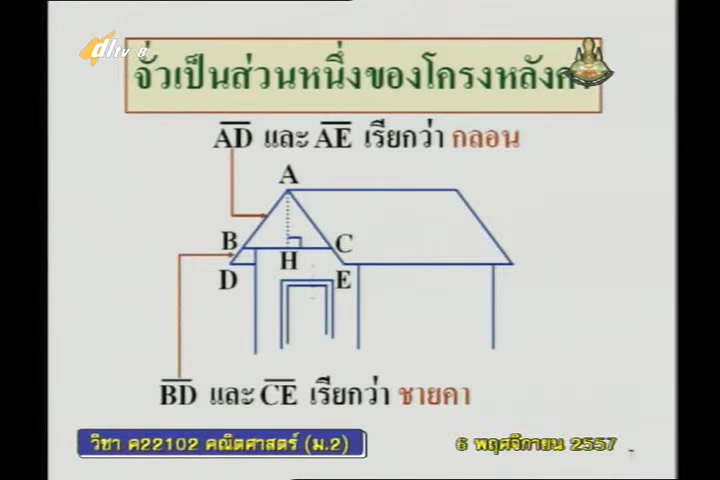 dltv 8
จั่วเป็นส่วนหนึ่งของโครงหลังคา
AD และ AE เรียกว่า กลอน
A
B
C
H
D
E
BD และ CE เรียกว่า ชายคา
วิชา ค22102 คณิตศาสตร์ (ม.2)
6 พฤศจิกายน 2557